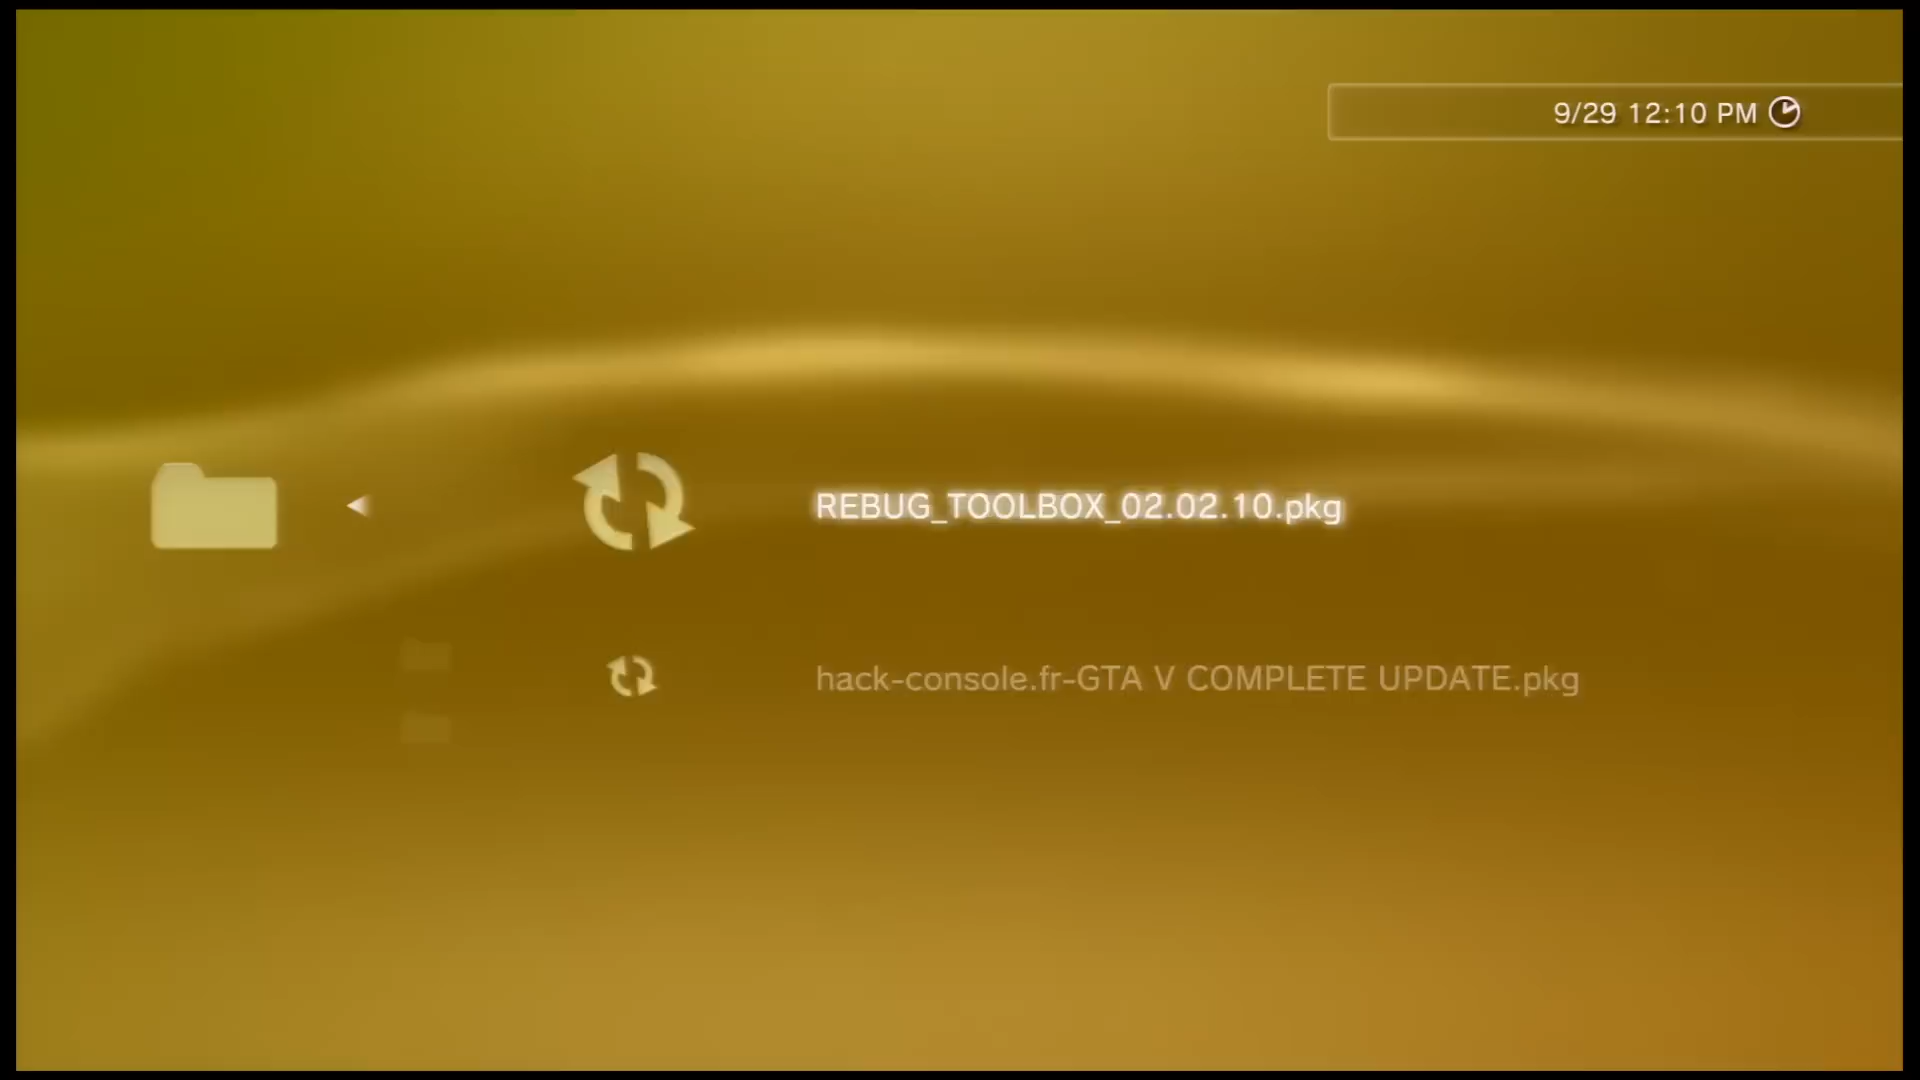 9/29 12:10 PM
REBUG_TOOLBOX_02.02.10.pkg
hack-console.fr-GTA V COMPLETE UPDATE.pkg